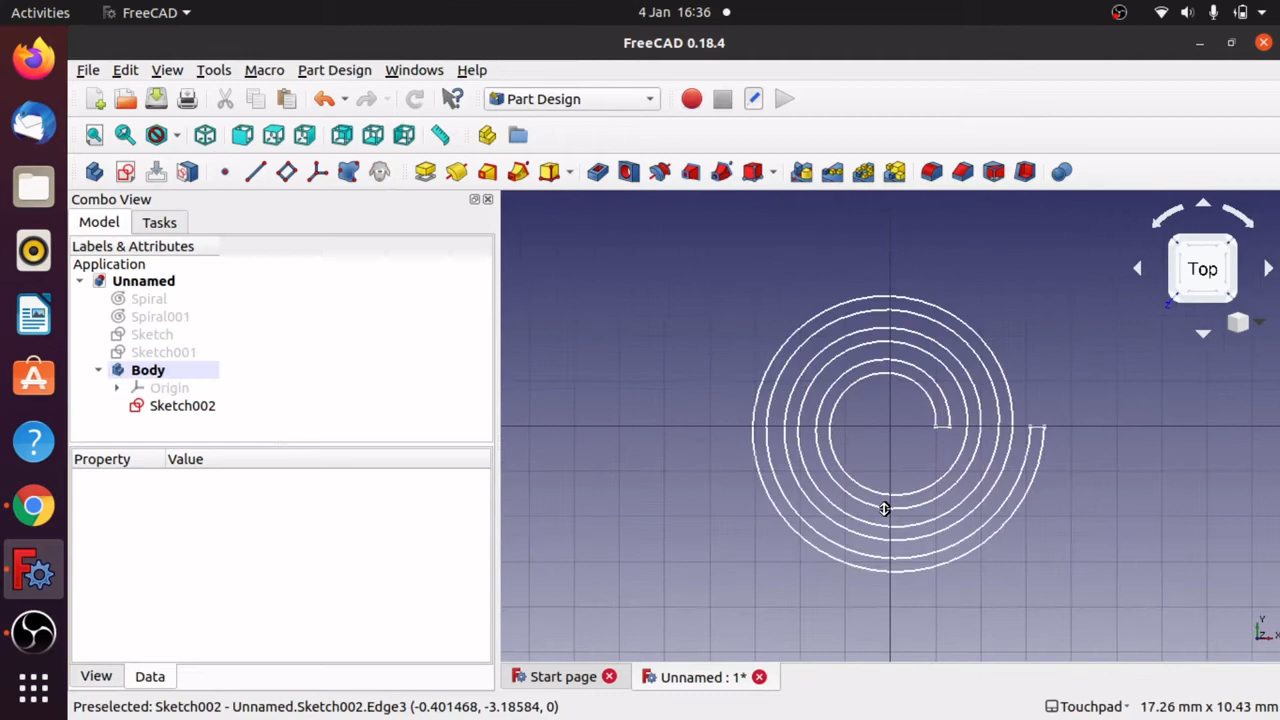 Activities FreeCAD 4 Jan 16:36
FreeCAD 0.18.4
File Edit View Tools Macro Part Design Windows Help
Part Design
Combo View
Model Tasks
Labels & Attributes
Application
Unnamed
Spiral
Spiral001
Sketch
Sketch001
Body
Origin
Sketch002
Top
Property Value
Y
Z X
View Data
Start page Unnamed : 1*
Preselected: Sketch002 - Unnamed.Sketch002.Edge3 (-0.401468, -3.18584, 0) Touchpad 17.26 mm x 10.43 mm